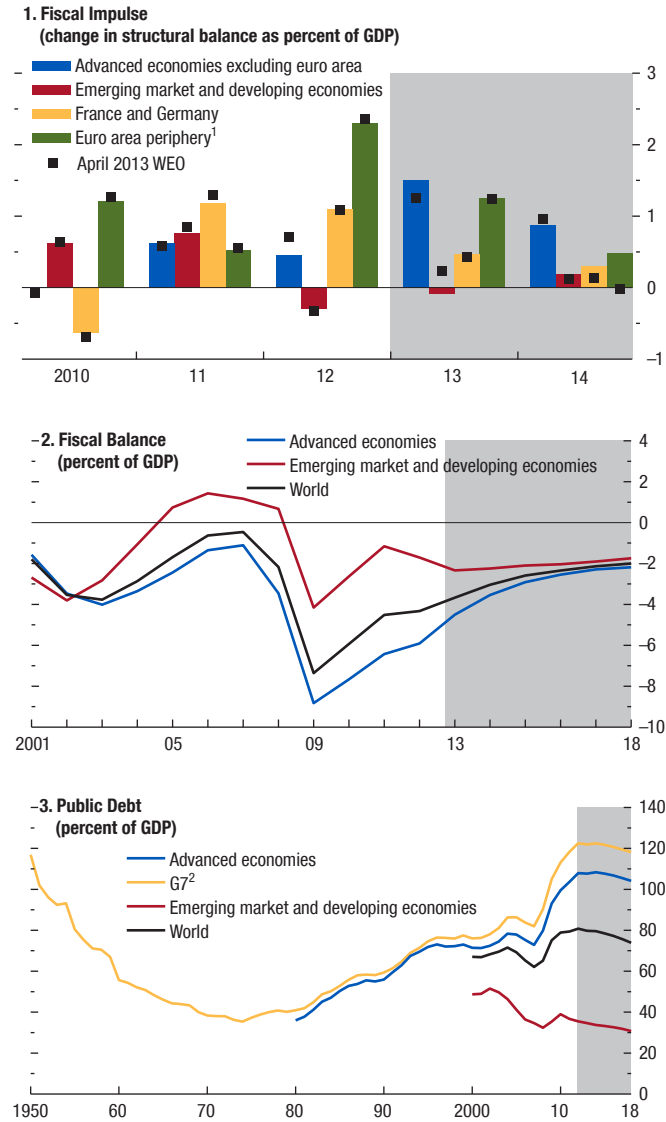 1. Fiscal Impulse
(change in structural balance as percent of GDP)
Advanced economies excluding euro area
Emerging market and developing economies
France and Germany
Euro area periphery1
April 2013 WEO
3
2
1
0
–1
2010 11 12 13 14
2. Fiscal Balance
(percent of GDP)
Advanced economies
Emerging market and developing economies
World
4
2
0
–2
–4
–6
–8
–10
2001 05 09 13 18
3. Public Debt
(percent of GDP)
Advanced economies
G72
Emerging market and developing economies
World
140
120
100
80
60
40
20
0
1950 60 70 80 90 2000 10 18